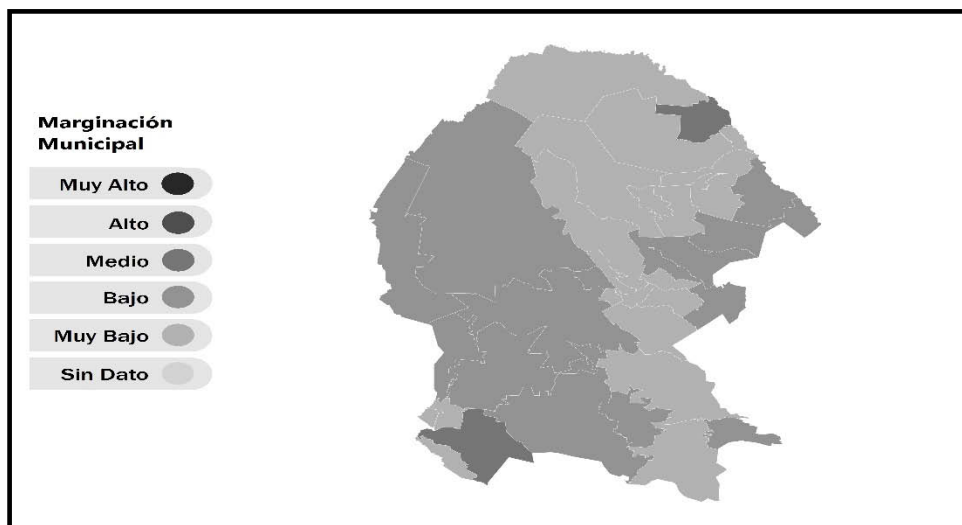 Marginación
Municipal
Muy Alto
Alto
Medio
Bajo
Muy Bajo
Sin Dato